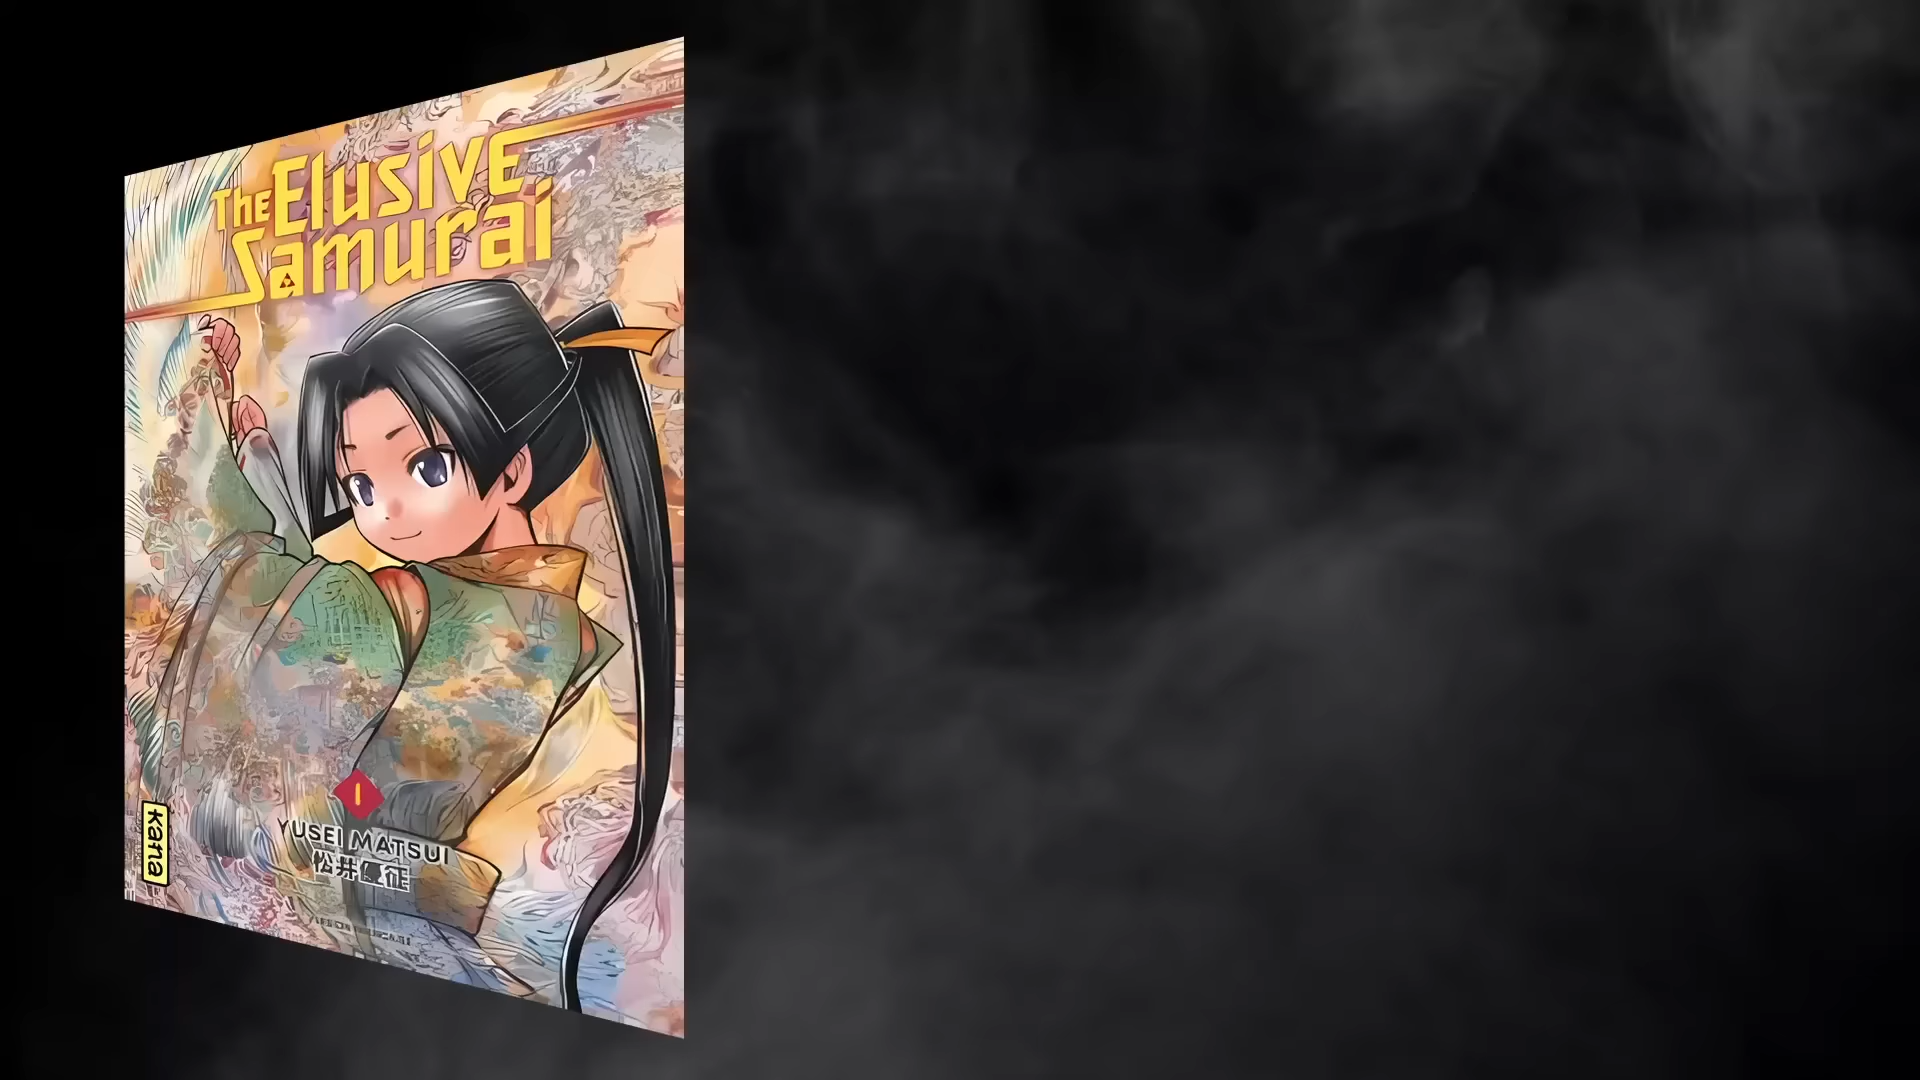 The Elusive
Samurai
1
YUSEI MATSUI
松井優征
kana